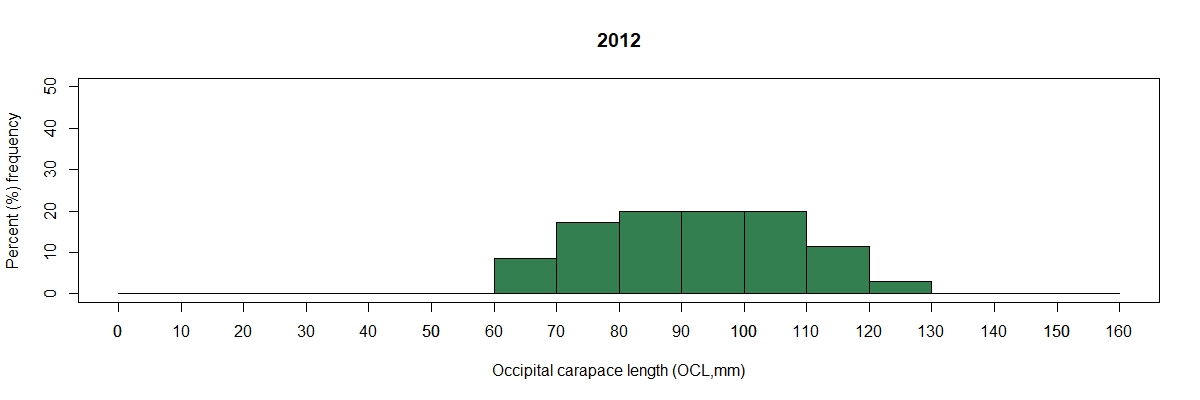 2012
Percent (%) frequency
50
40
30
20
10
0
0 10 20 30 40 50 60 70 80 90 100 110 120 130 140 150 160
Occipital carapace length (OCL,mm)